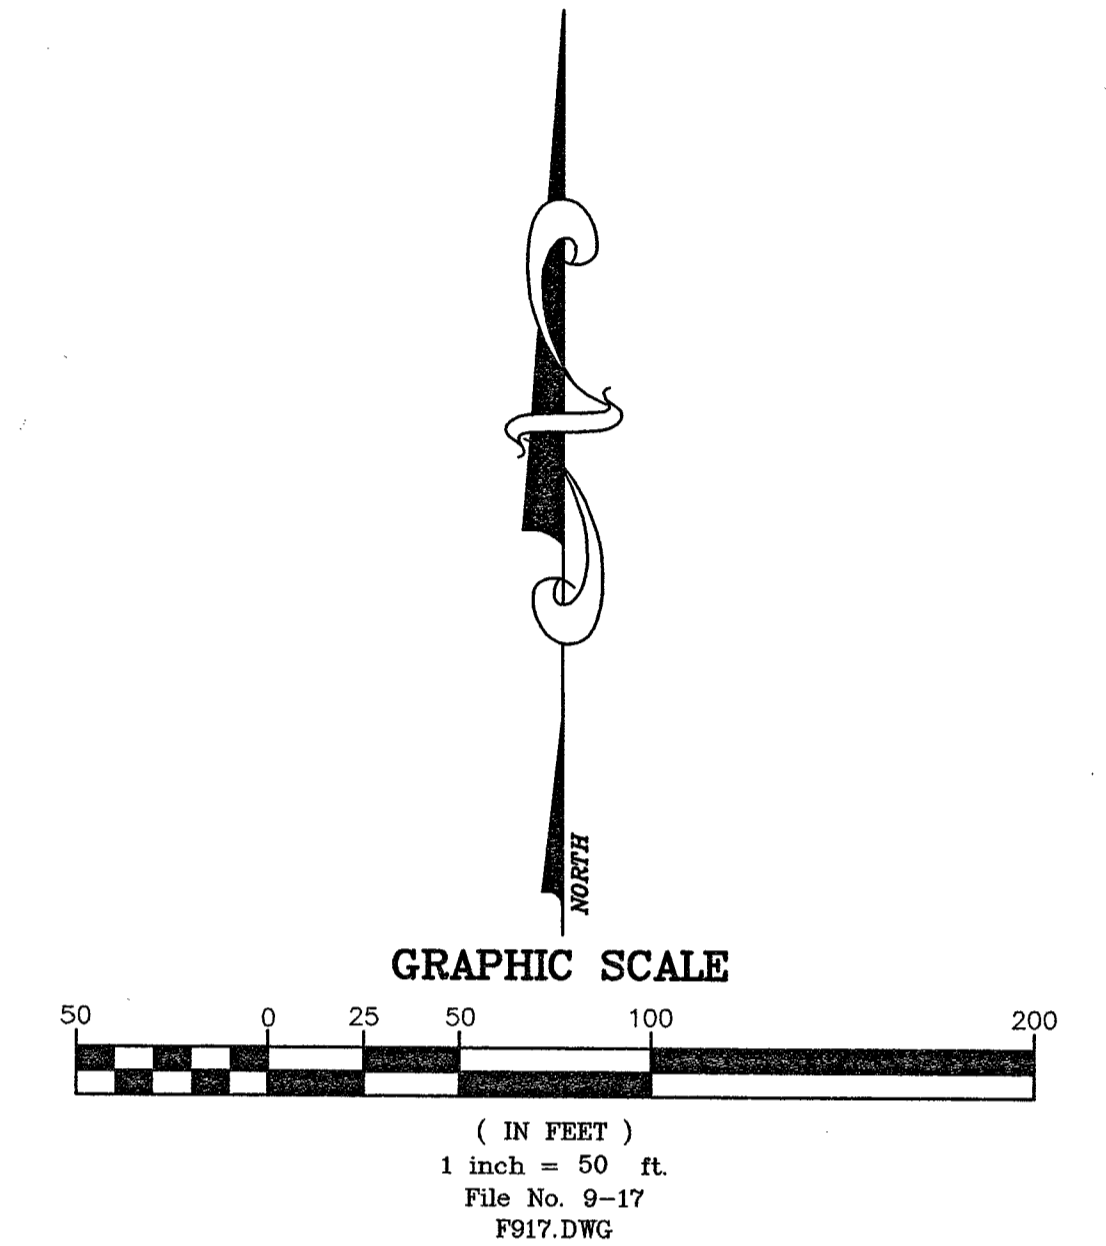 NORTH
GRAPHIC SCALE
50 0 25 50 100 200
( IN FEET )
1 inch = 50 ft.
File No. 9-17
F917.DWG